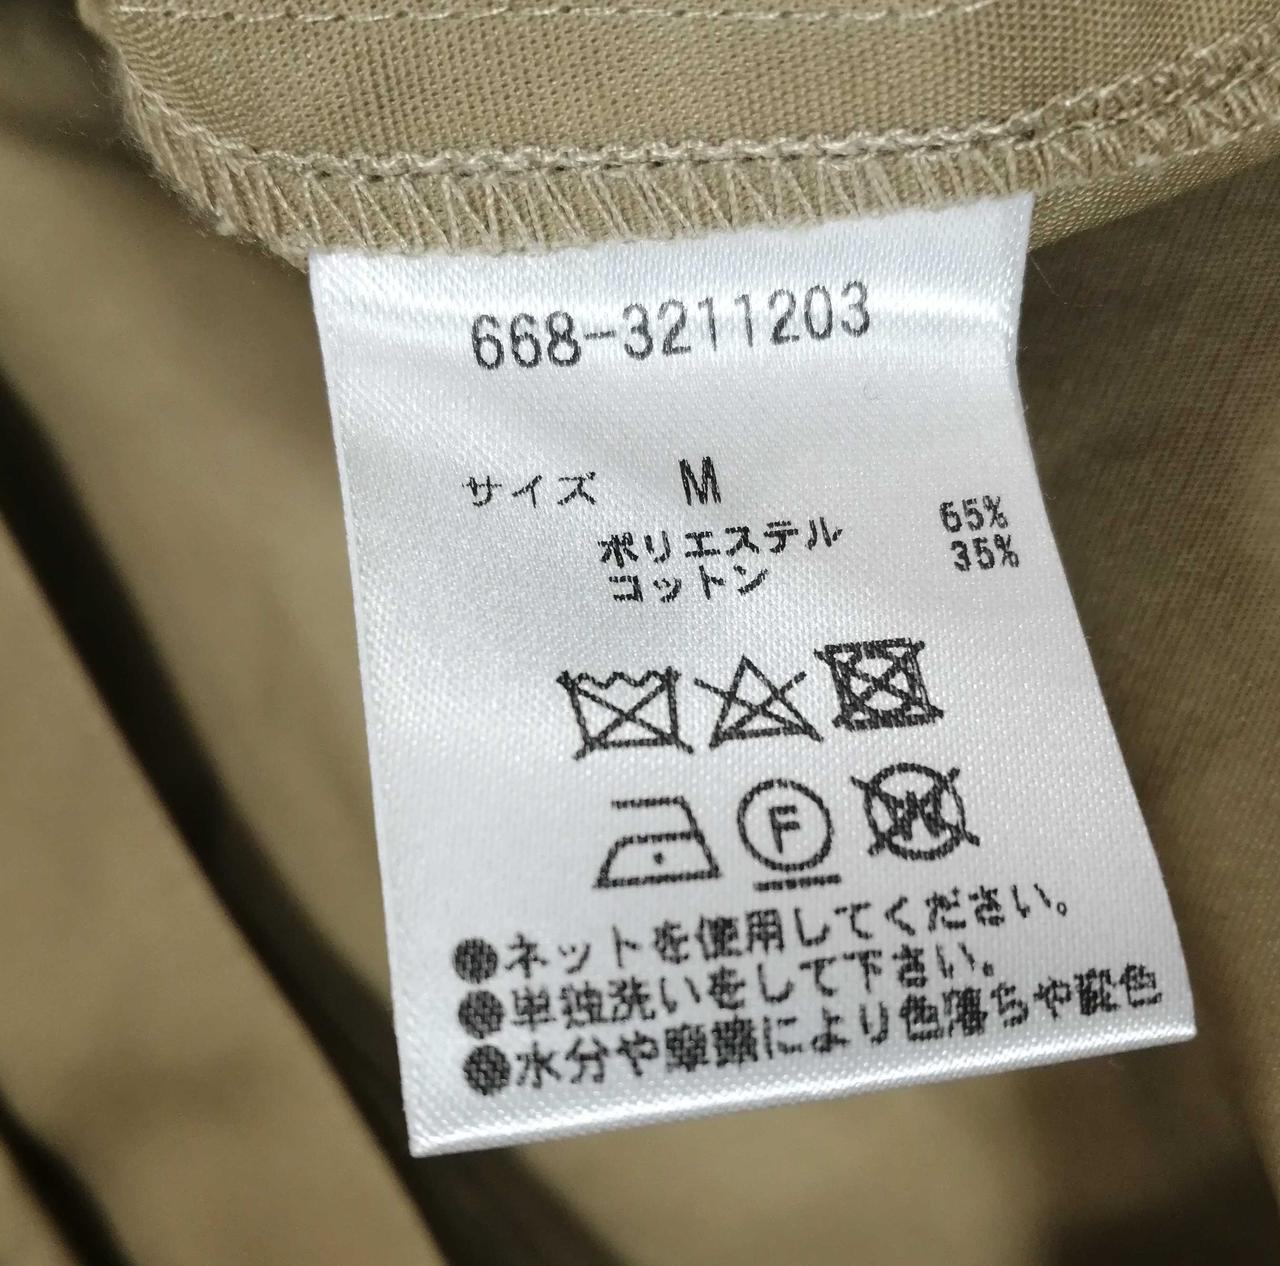 668-3211203
サイズ M
ポリエステル 65%
コットン 35%
F
W
●ネットを使用してください。
●単独洗いをして下さい。
●水分や摩擦により色落ちや移色